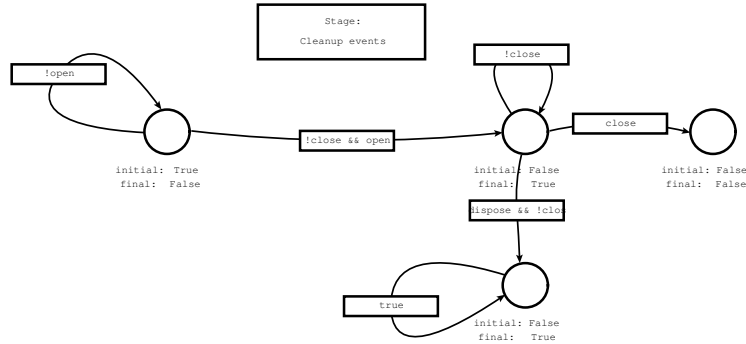 Stage:
Cleanup events
!close
!open
close
!close && open
initial: True
final: False
initial: False
final: True
initial: False
final: False
dispose && !clos
true
initial: False
final: True